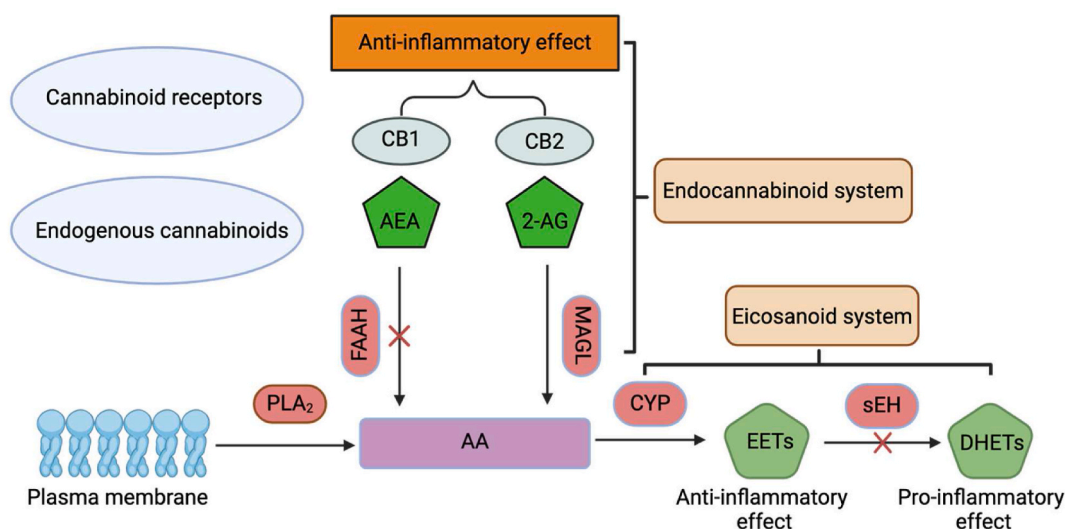 Anti-inflammatory effect
Cannabinoid receptors
CB1
CB2
Endocannabinoid system
Endogenous cannabinoids
AEA
2-AG
FAAH
MAGL
Eicosanoid system
PLA₂
CYP
sEH
AA
EETs
DHETs
Plasma membrane
Anti-inflammatory
effect
Pro-inflammatory
effect